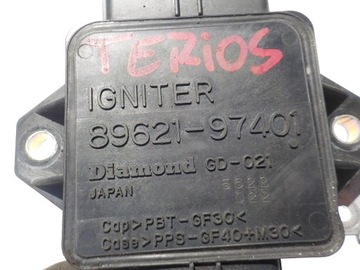 TERIOS
IGNITER
89621-97401
Diamond GD-021
JAPAN
Cap>PBT-GF30<
Case>PPS-GF40+M30<